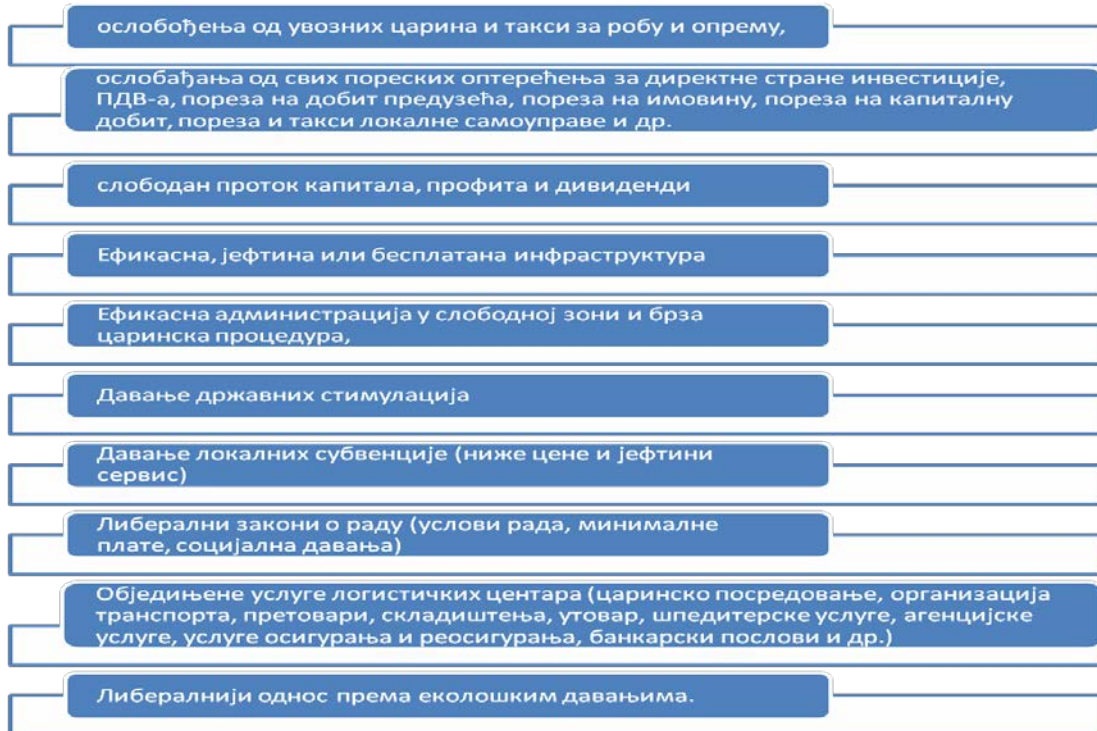 ослобођења од увозних царина и такси за робу и опрему,
ослобађања од свих пореских оптерећења за директне стране инвестиције,
ПДВ-а, пореза на добит предузећа, пореза на имовину, пореза на капиталну
добит, пореза и такси локалне самоуправе и др.
слободан проток капитала, профита и дивиденди
Ефикасна, јефтина или бесплатана инфраструктура
Ефикасна администрација у слободној зони и брза
царинска процедура,
Давање државних стимулација
Давање локалних субвенције (ниже цене и јефтини
сервис)
Либерални закони о раду (услови рада, минималне
плате, социјална давања)
Обједињене услуге логистичких центара (царинско посредовање, организација
транспорта, претовари, складиштења, утовар, шпедитерске услуге, агенцијске
услуге, услуге осигурања и реосигурања, банкарски послови и др.)
Либералнији однос према еколошким давањима.